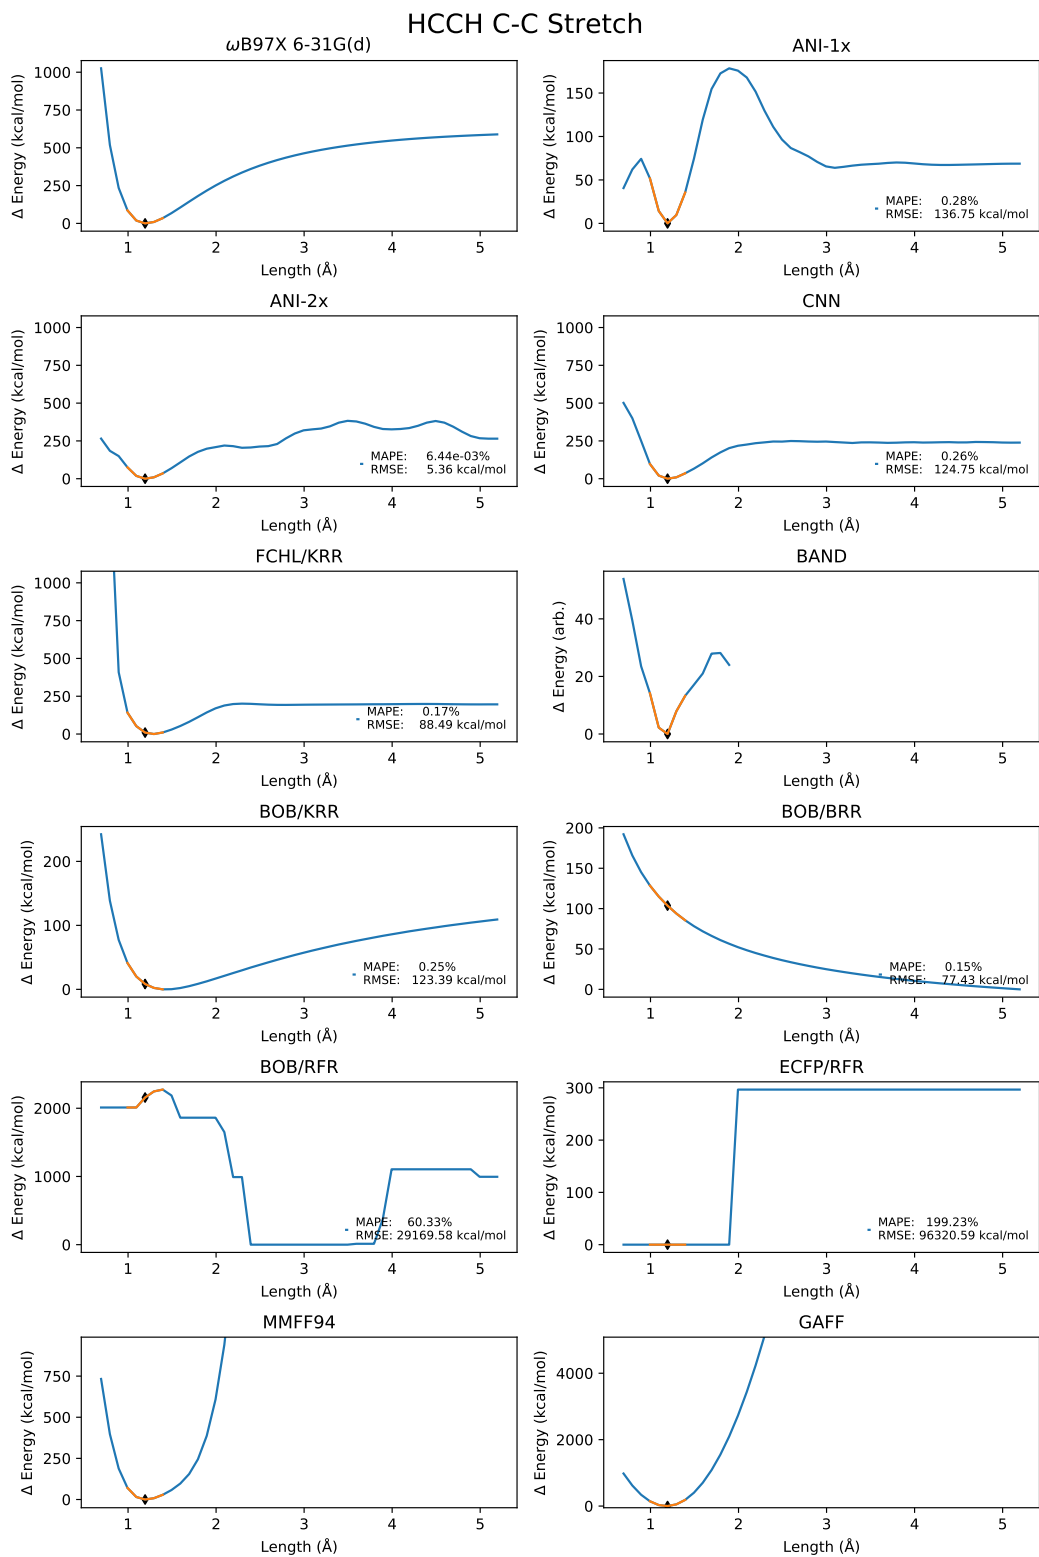 HCCH C-C Stretch
ωB97X 6-31G(d)
Δ Energy (kcal/mol)
1000
750
500
250
0
1 2 3 4 5
Length (Å)
ANI-1x
Δ Energy (kcal/mol)
150
100
50
0
MAPE: 0.28%
RMSE: 136.75 kcal/mol
1 2 3 4 5
Length (Å)
ANI-2x
Δ Energy (kcal/mol)
1000
750
500
250
0
MAPE: 6.44e-03%
RMSE: 5.36 kcal/mol
1 2 3 4 5
Length (Å)
CNN
Δ Energy (kcal/mol)
1000
750
500
250
0
MAPE: 0.26%
RMSE: 124.75 kcal/mol
1 2 3 4 5
Length (Å)
FCHL/KRR
Δ Energy (kcal/mol)
1000
750
500
250
0
MAPE: 0.17%
RMSE: 88.49 kcal/mol
1 2 3 4 5
Length (Å)
BAND
Δ Energy (arb.)
40
20
0
1 2 3 4 5
Length (Å)
BOB/KRR
Δ Energy (kcal/mol)
200
100
0
MAPE: 0.25%
RMSE: 123.39 kcal/mol
1 2 3 4 5
Length (Å)
BOB/BRR
Δ Energy (kcal/mol)
200
150
100
50
0
MAPE: 0.15%
RMSE: 77.43 kcal/mol
1 2 3 4 5
Length (Å)
BOB/RFR
Δ Energy (kcal/mol)
2000
1000
0
MAPE: 60.33%
RMSE: 29169.58 kcal/mol
1 2 3 4 5
Length (Å)
ECFP/RFR
Δ Energy (kcal/mol)
300
200
100
0
MAPE: 199.23%
RMSE: 96320.59 kcal/mol
1 2 3 4 5
Length (Å)
MMFF94
Δ Energy (kcal/mol)
750
500
250
0
1 2 3 4 5
Length (Å)
GAFF
Δ Energy (kcal/mol)
4000
2000
0
1 2 3 4 5
Length (Å)